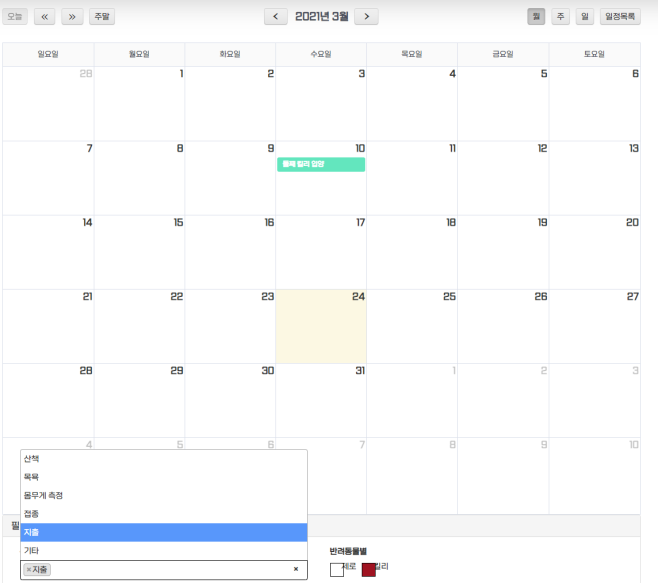 오늘 « » 주말 < 2021년 3월 > 월 주 일 일정목록
일요일 월요일 화요일 수요일 목요일 금요일 토요일
28 1 2 3 4 5 6
7 8 9 10 11 12 13
14 15 16 17 18 19 20
21 22 23 24 25 26 27
28 29 30 31 1 2 3
4 5 6 7 8 9 10
산책
목욕
몸무게 측정
접종
필
지출
기타
반려동물별
× 지출 ×
제로 릴리